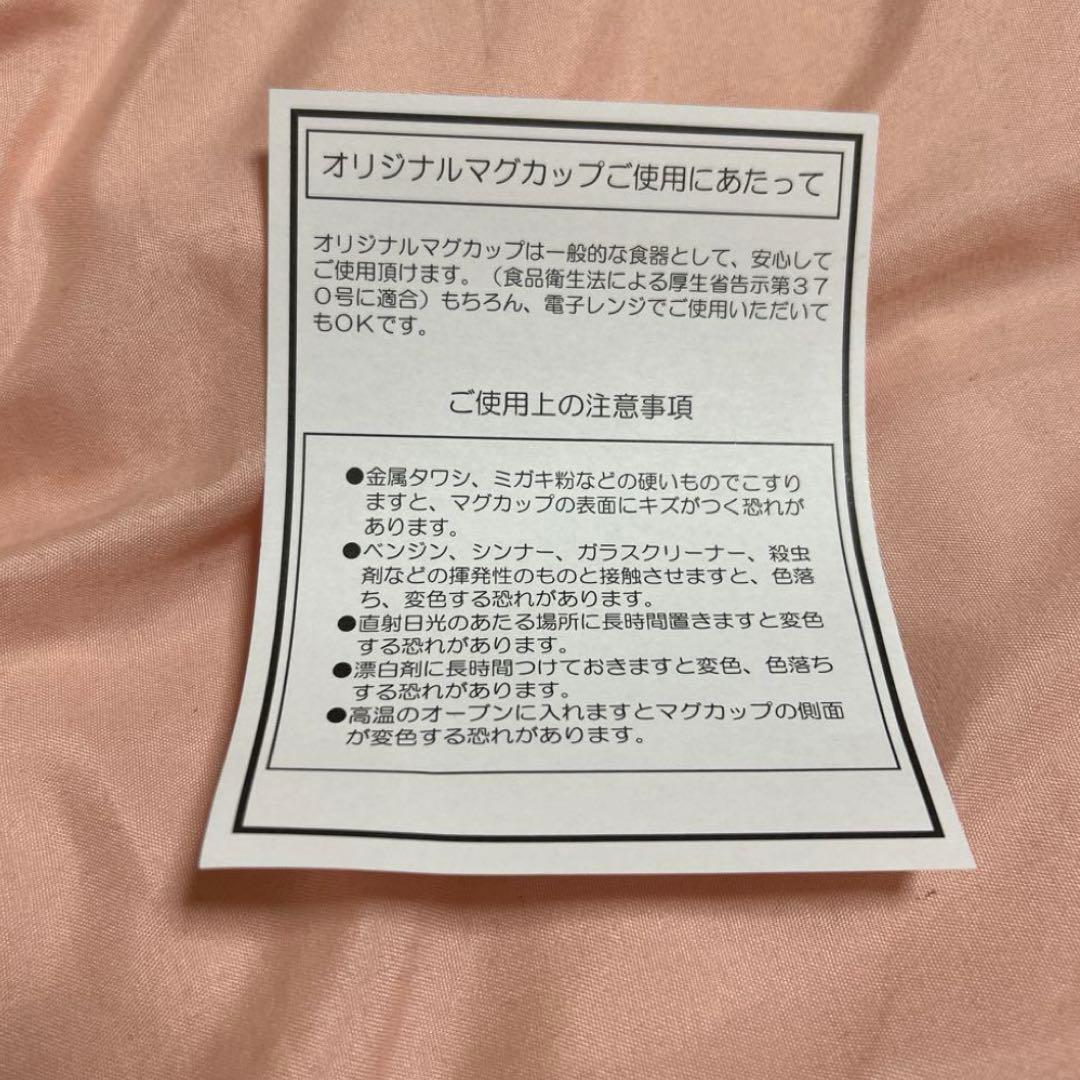 オリジナルマグカップご使用にあたって
オリジナルマグカップは一般的な食器として、安心して
ご使用頂けます。（食品衛生法による厚生省告示第３７
０号に適合）もちろん、電子レンジでご使用いただいて
もＯＫです。
ご使用上の注意事項
●金属タワシ、ミガキ粉などの硬いものでこすり
ますと、マグカップの表面にキズがつく恐れが
あります。
●ベンジン、シンナー、ガラスクリーナー、殺虫
剤などの揮発性のものと接触させますと、色落
ち、変色する恐れがあります。
●直射日光のあたる場所に長時間置きますと変色
する恐れがあります。
●漂白剤に長時間つけておきますと変色、色落ち
する恐れがあります。
●高温のオーブンに入れますとマグカップの側面
が変色する恐れがあります。